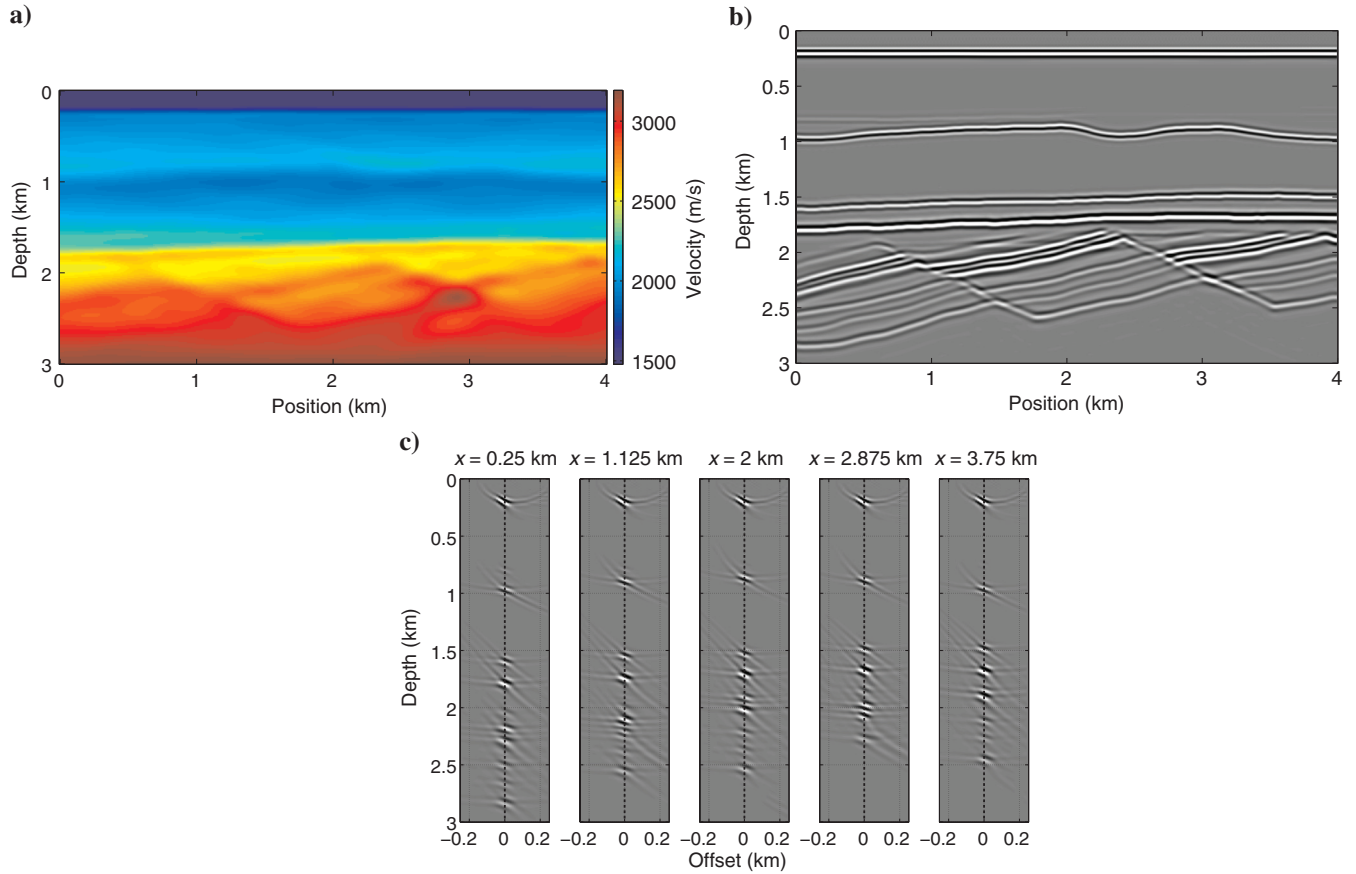 a)
0
1
2
3
Depth (km)
0 1 2 3 4
Position (km)
3000
2500
2000
1500
Velocity (m/s)
b)
0
0.5
1
1.5
2
2.5
3
Depth (km)
0 1 2 3 4
Position (km)
c)
x = 0.25 km x = 1.125 km x = 2 km x = 2.875 km x = 3.75 km
0
0.5
1
1.5
2
2.5
3
Depth (km)
−0.2 0 0.2 −0.2 0 0.2 −0.2 0 0.2 −0.2 0 0.2 −0.2 0 0.2
Offset (km)